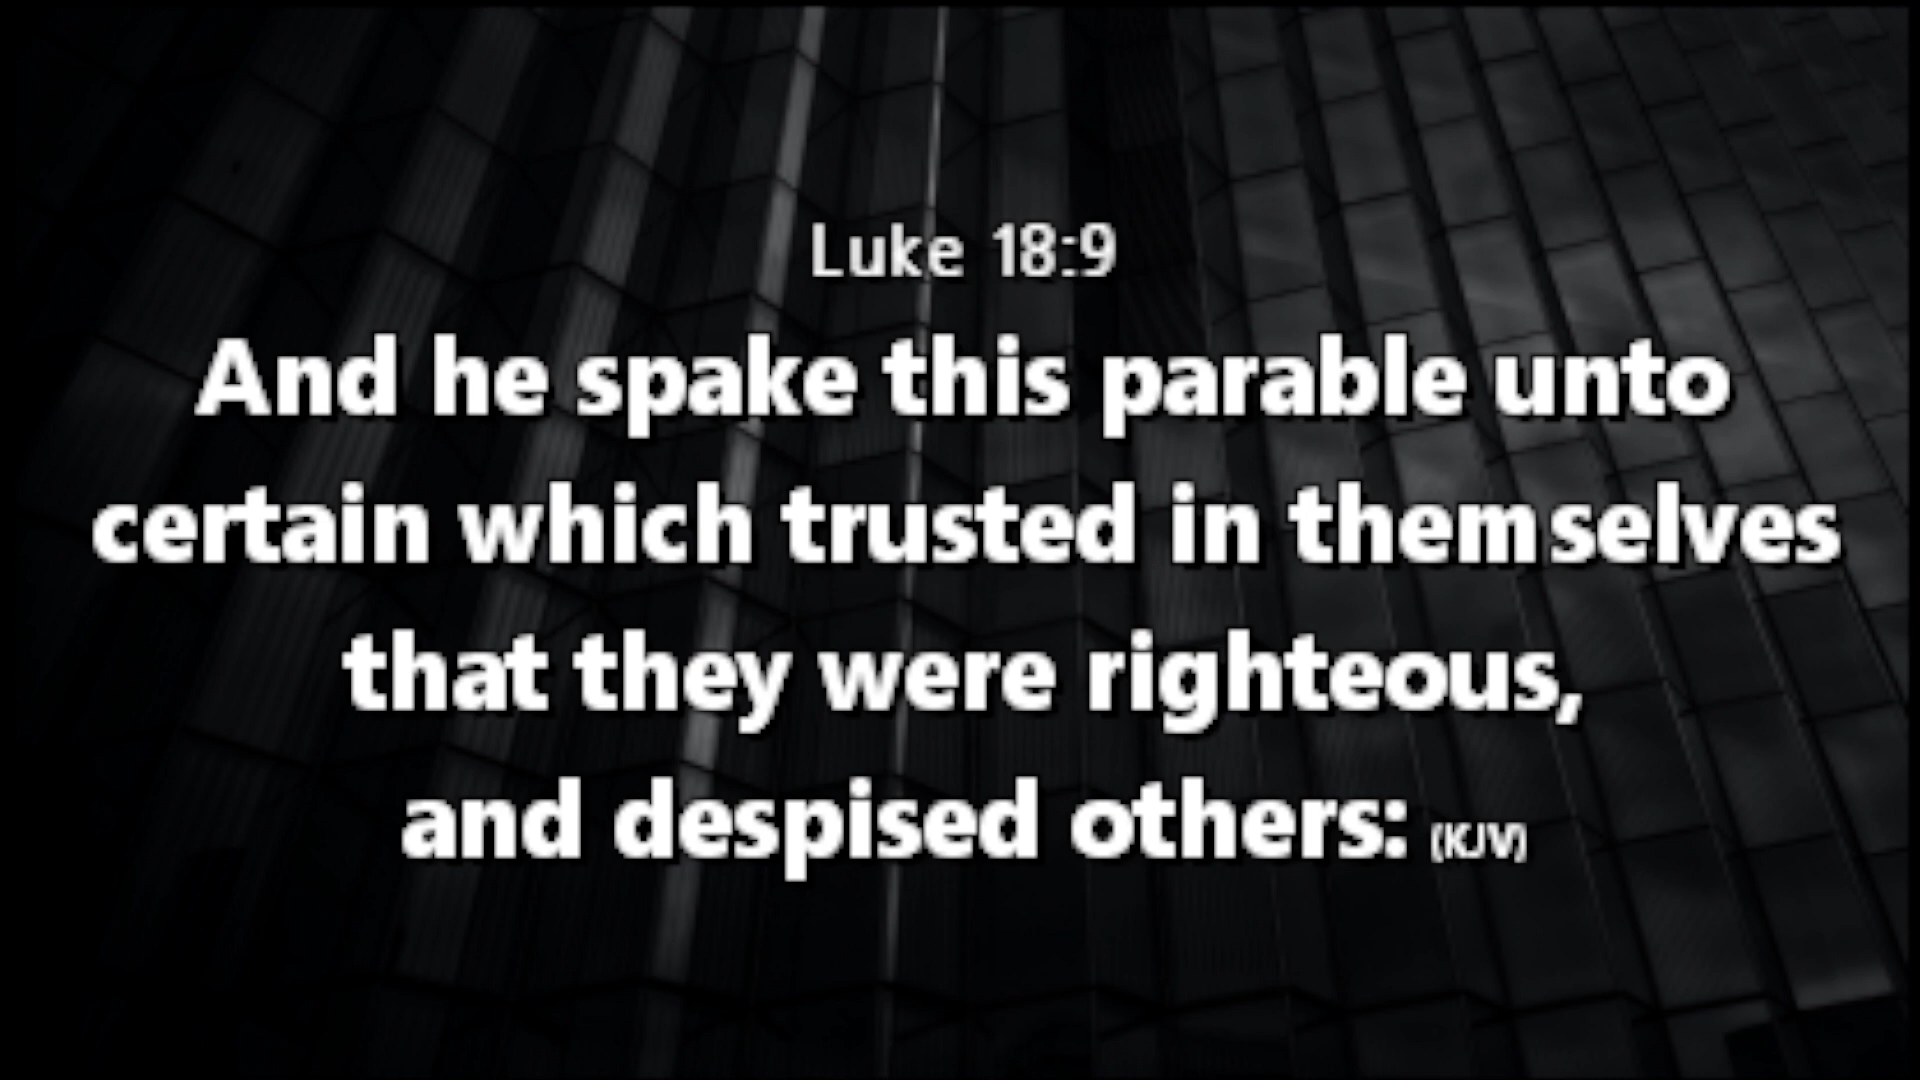 Luke 18:9
And he spake this parable unto
certain which trusted in themselves
that they were righteous,
and despised others: (KJV)